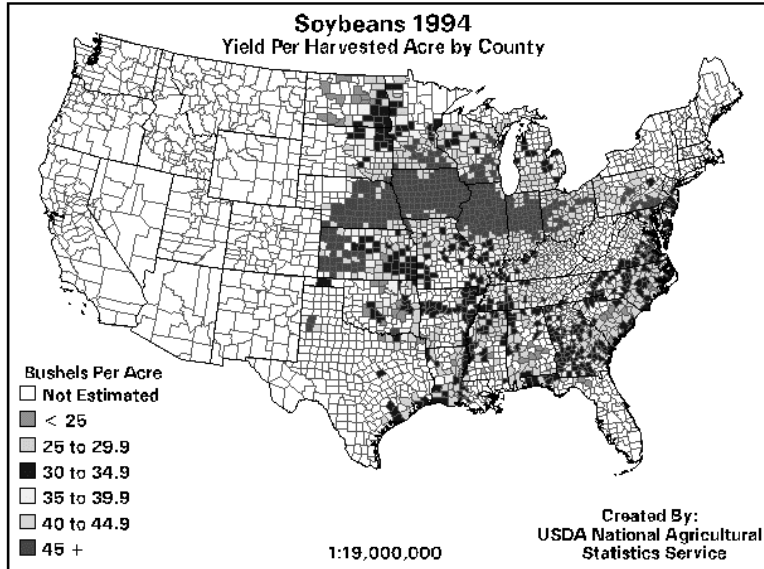 Soybeans 1994
Yield Per Harvested Acre by County
Bushels Per Acre
Not Estimated
< 25
25 to 29.9
30 to 34.9
35 to 39.9
40 to 44.9
45 +
1:19,000,000
Created By:
USDA National Agricultural
Statistics Service